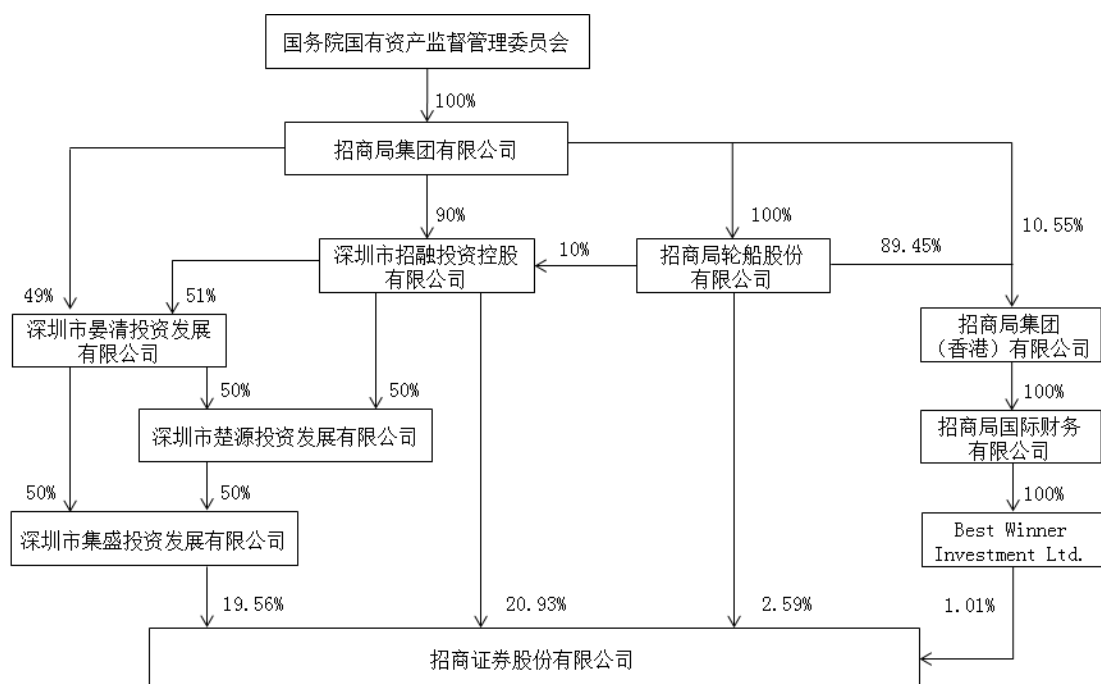 国务院国有资产监督管理委员会
100%
招商局集团有限公司
90%
100%
10.55%
深圳市招融投资控股
有限公司
10%
招商局轮船股份
有限公司
89.45%
49%
51%
深圳市晏清投资发展
有限公司
招商局集团
（香港）有限公司
50%
50%
100%
深圳市楚源投资发展有限公司
招商局国际财务
有限公司
50%
50%
100%
深圳市集盛投资发展有限公司
Best Winner
Investment Ltd.
19.56%
20.93%
2.59%
1.01%
招商证券股份有限公司